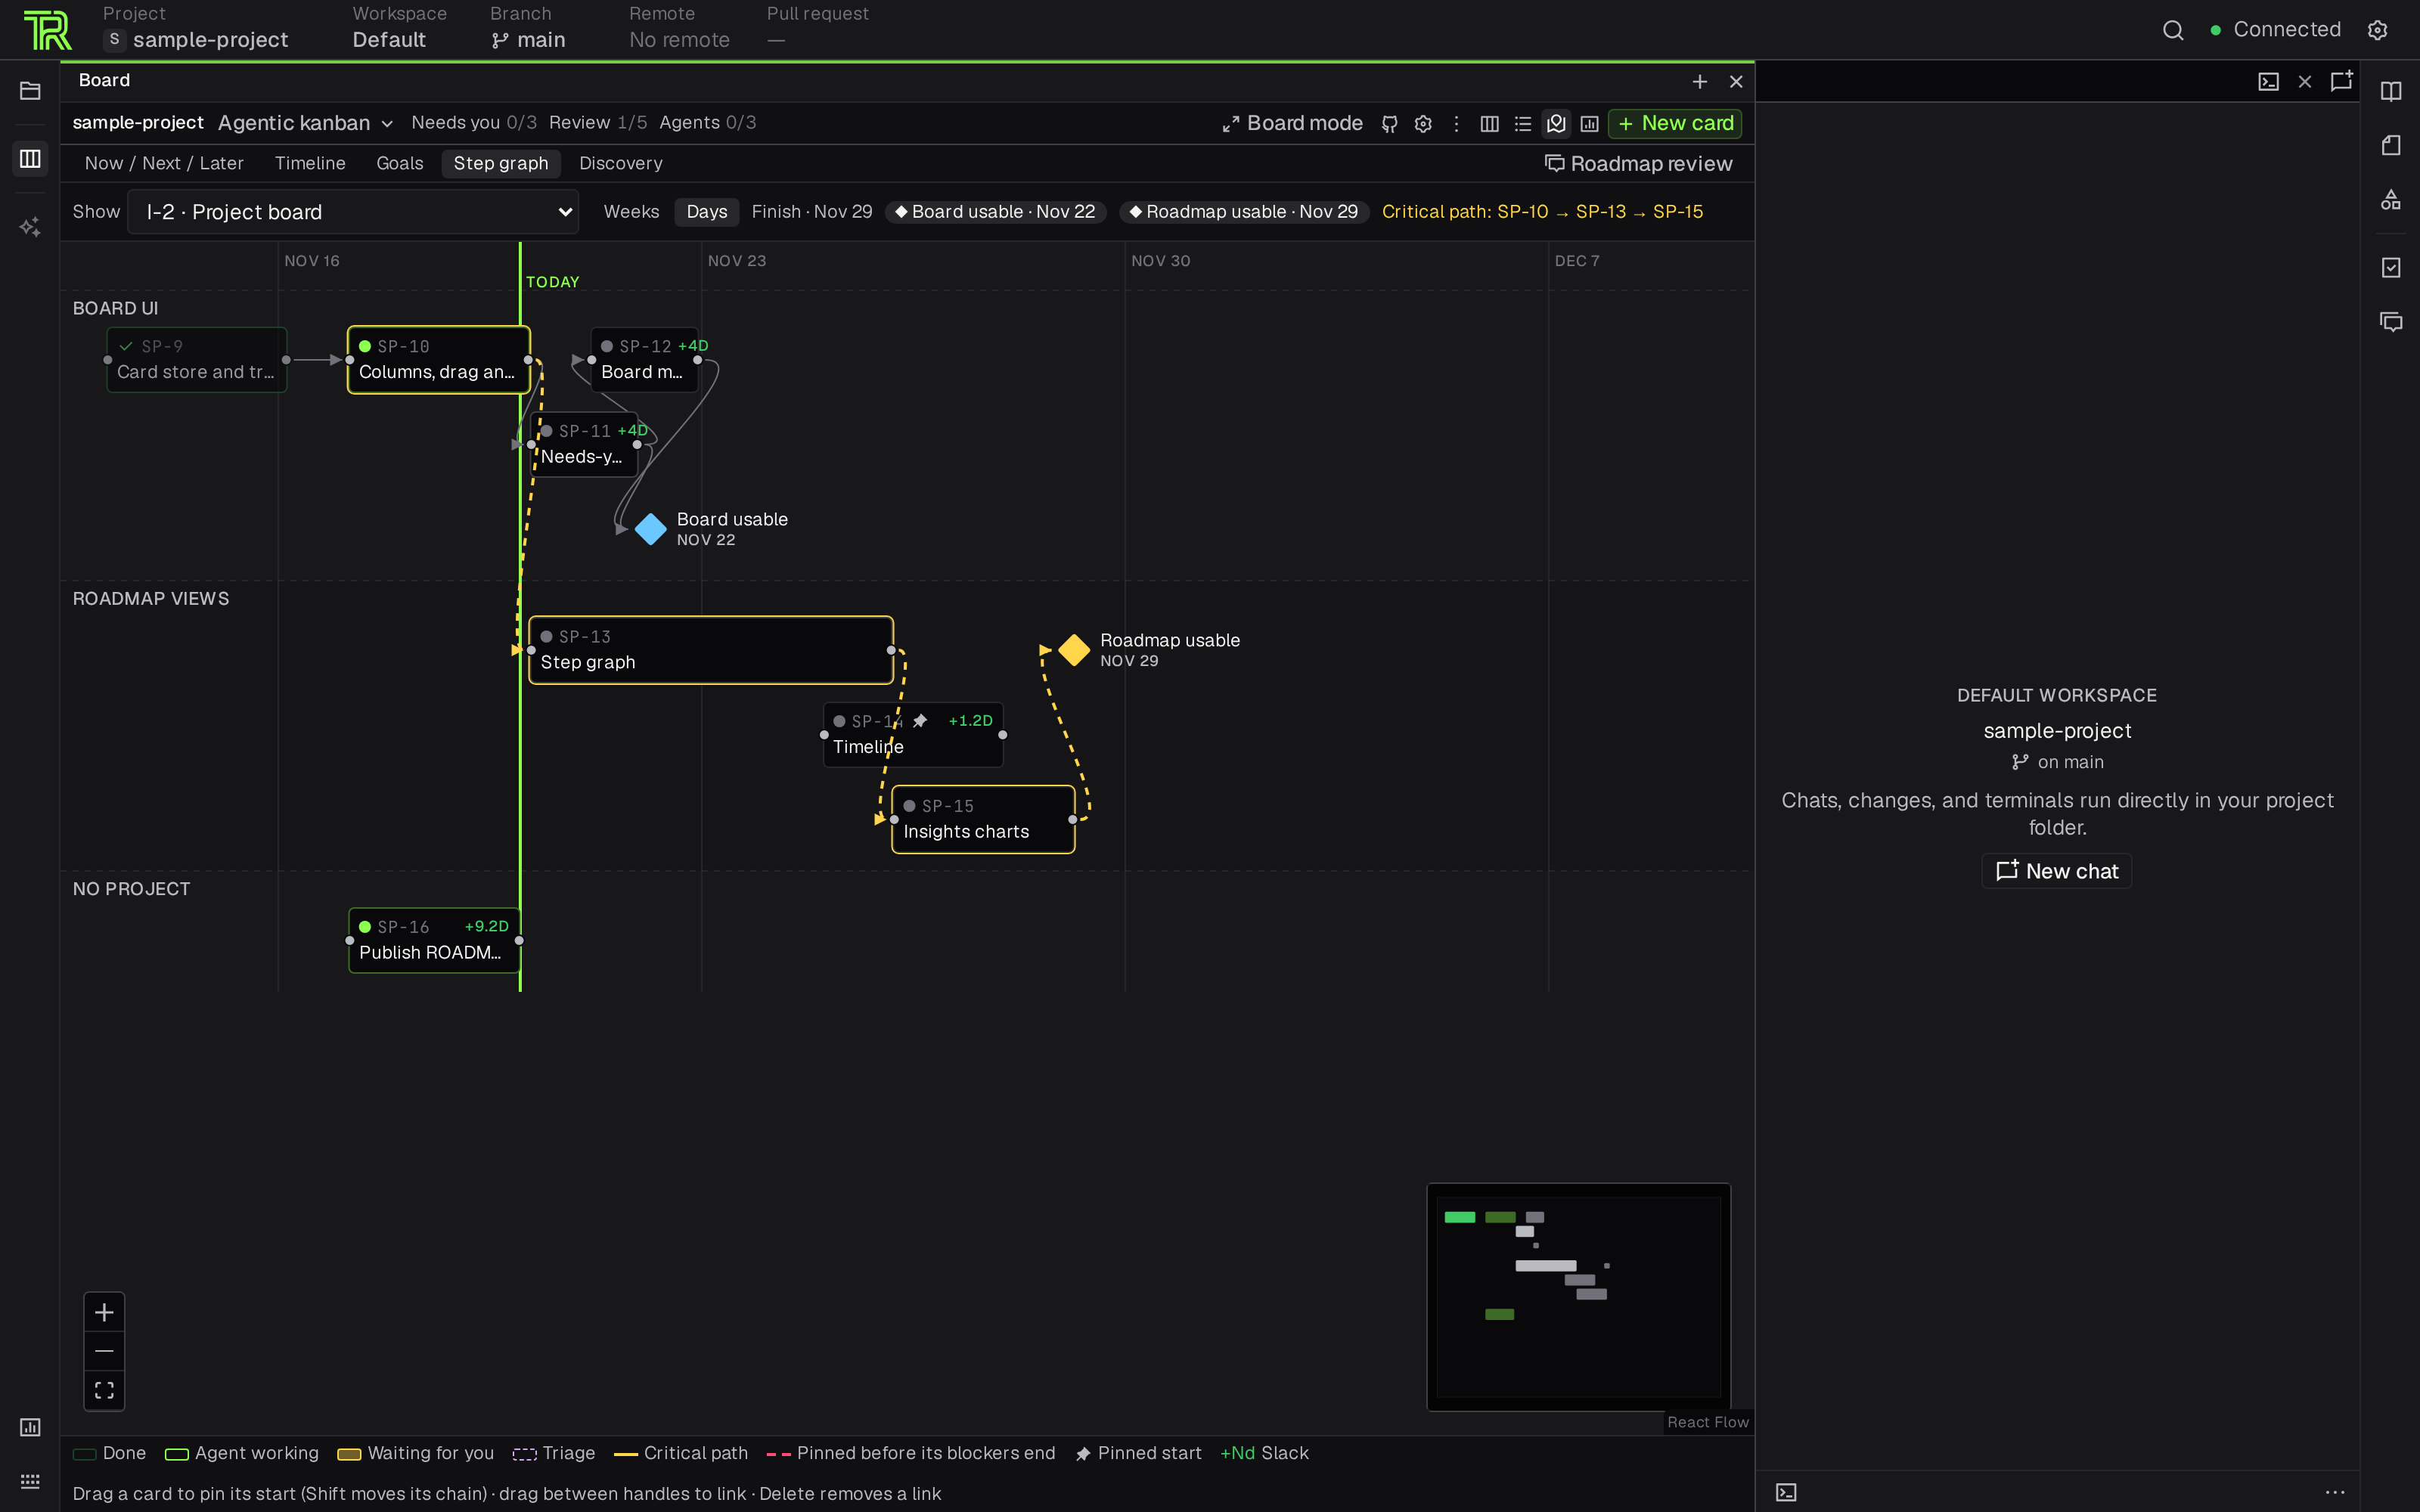 Project
Workspace
Branch
Remote
Pull request
S sample-project
Default
main
No remote
—
Connected
Board
sample-project Agentic kanban Needs you 0/3 Review 1/5 Agents 0/3
Board mode
+ New card
Now / Next / Later
Timeline
Goals
Step graph
Discovery
Roadmap review
Show
I-2 · Project board
Weeks
Days
Finish · Nov 29
◆ Board usable · Nov 22
◆ Roadmap usable · Nov 29
Critical path: SP-10 → SP-13 → SP-15
NOV 16
NOV 23
NOV 30
DEC 7
TODAY
BOARD UI
SP-9
Card store and tr...
SP-10
Columns, drag an...
SP-12 +4D
Board m...
SP-11 +4D
Needs-y...
Board usable
NOV 22
ROADMAP VIEWS
SP-13
Step graph
Roadmap usable
NOV 29
SP-14 +1.2D
Timeline
SP-15
Insights charts
NO PROJECT
SP-16 +9.2D
Publish ROADM...
DEFAULT WORKSPACE
sample-project
on main
Chats, changes, and terminals run directly in your project
folder.
New chat
React Flow
Done
Agent working
Waiting for you
Triage
Critical path
Pinned before its blockers end
Pinned start
+Nd Slack
Drag a card to pin its start (Shift moves its chain) · drag between handles to link · Delete removes a link